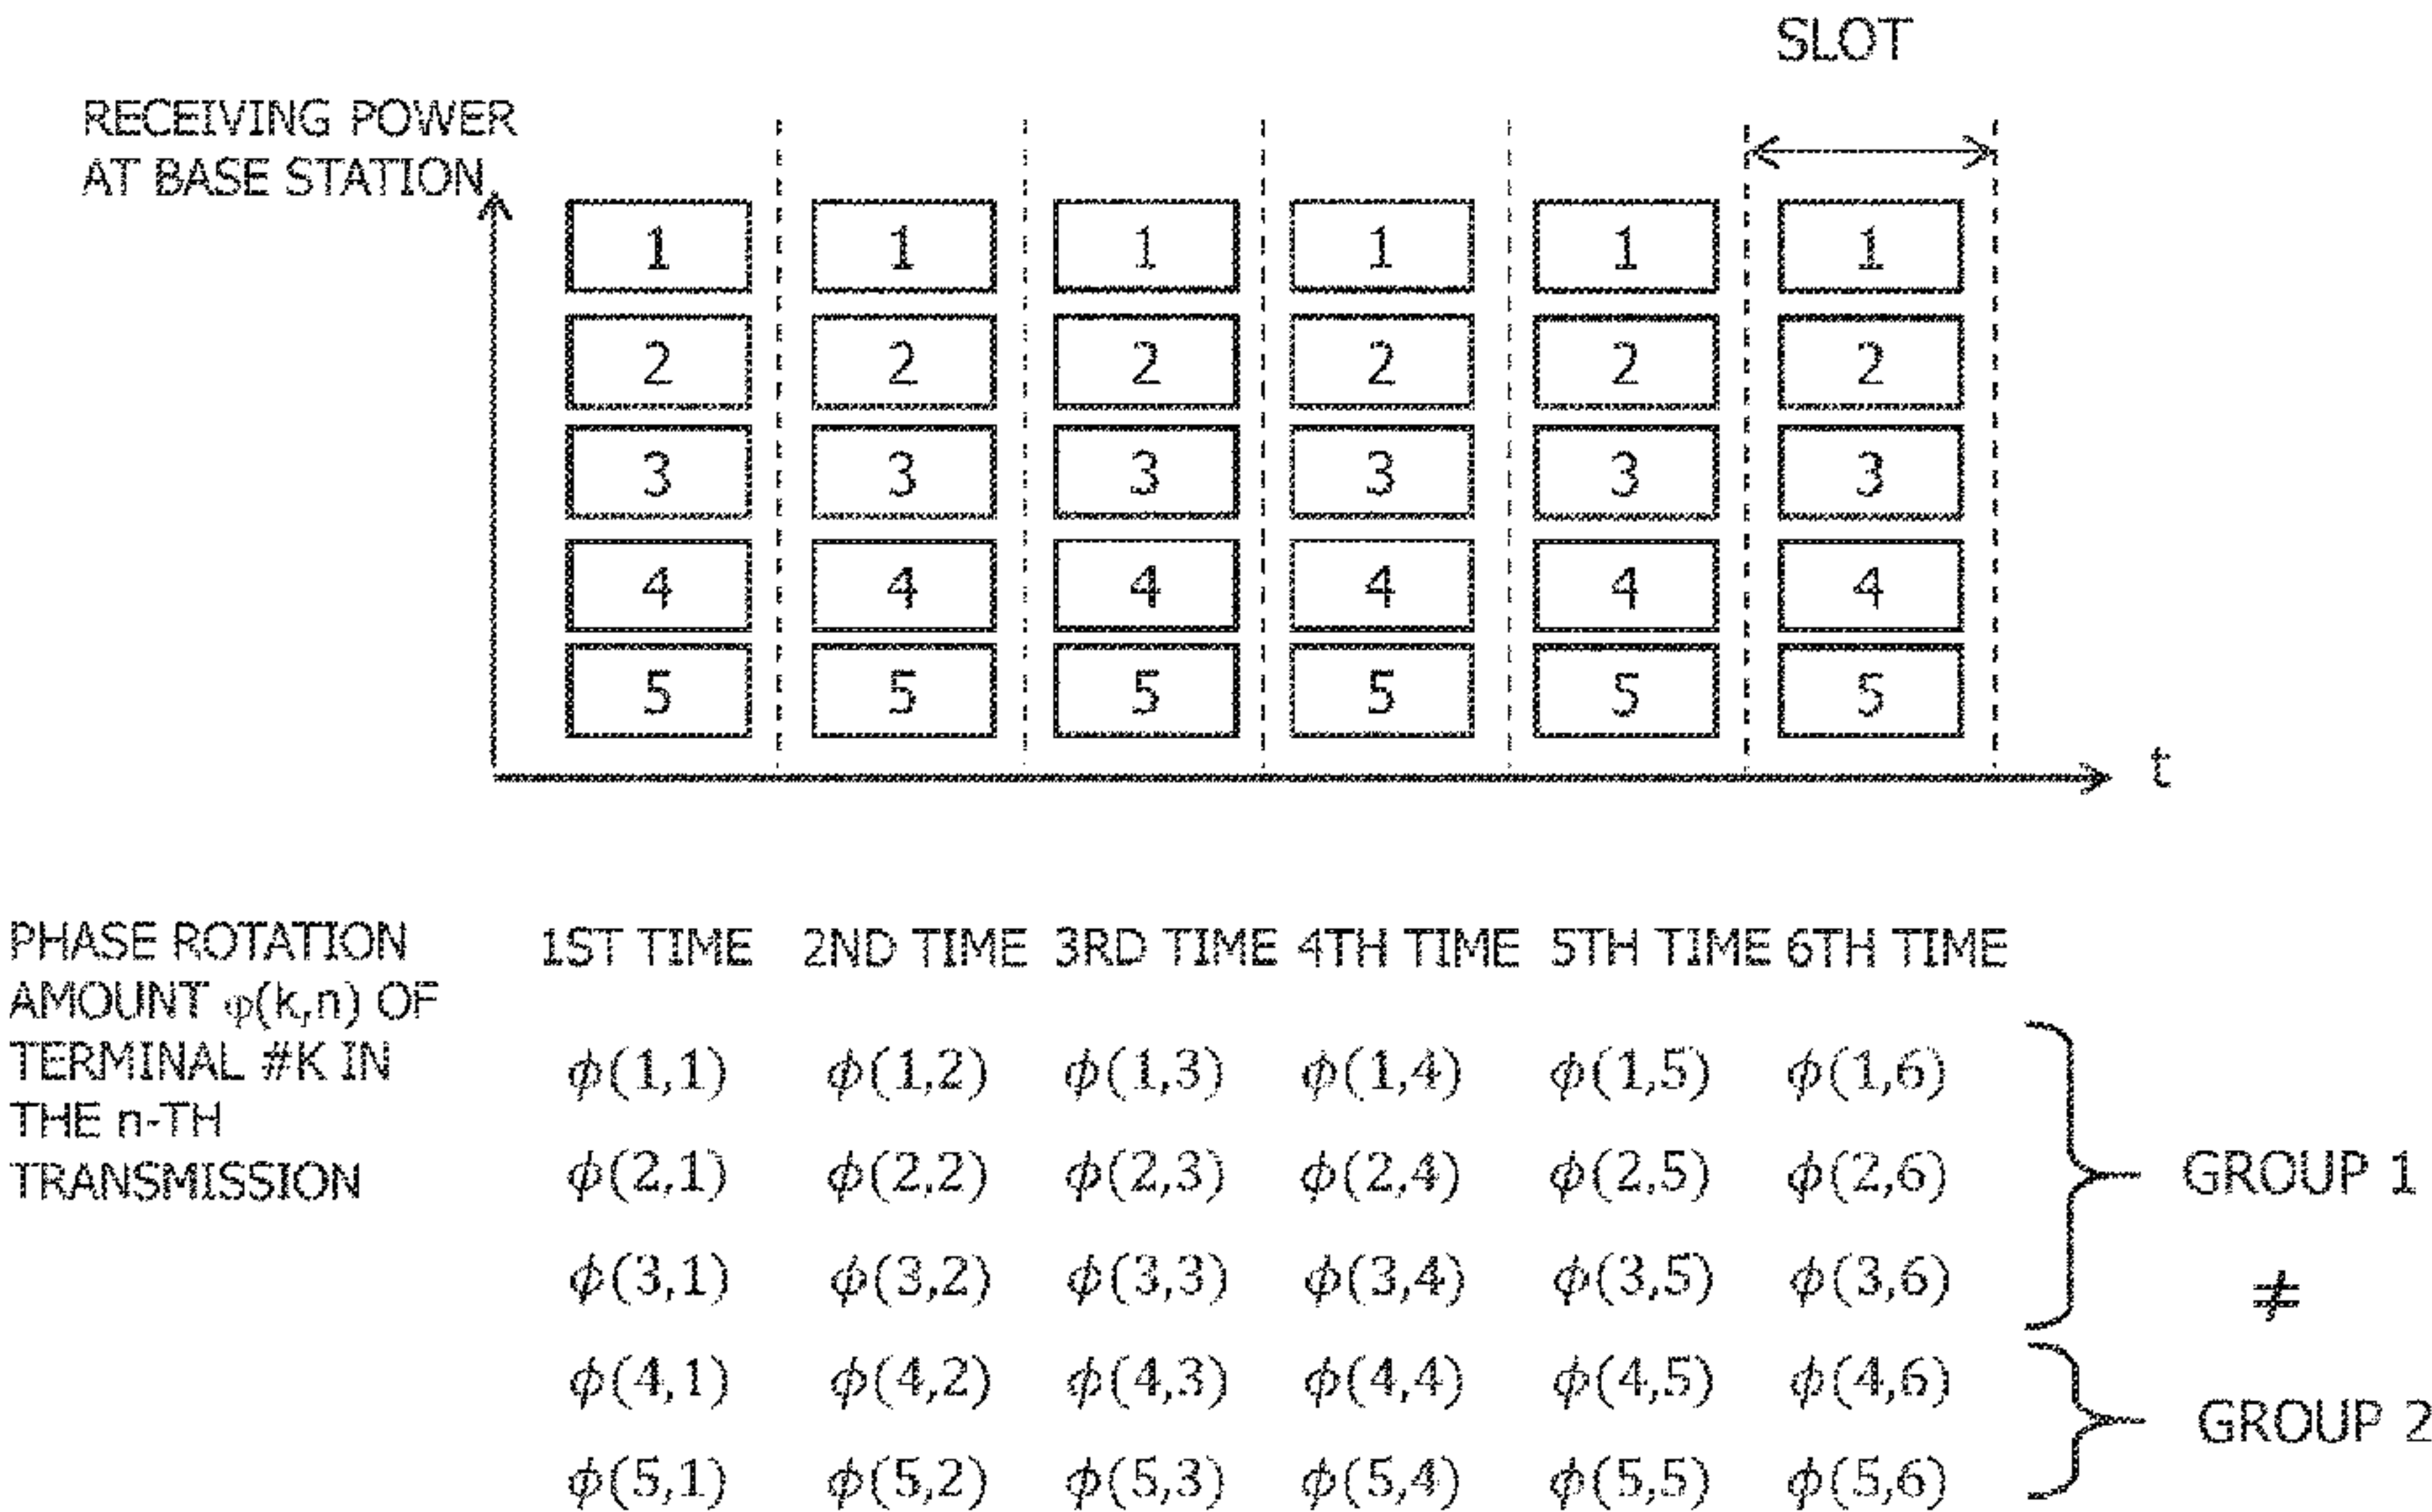 SLOT
RECEIVING POWER
AT BASE STATION
1 1 1 1 1 1
2 2 2 2 2 2
3 3 3 3 3 3
4 4 4 4 4 4
5 5 5 5 5 5
t
PHASE ROTATION
AMOUNT φ(k,n) OF
TERMINAL #K IN
THE n-TH
TRANSMISSION
1ST TIME 2ND TIME 3RD TIME 4TH TIME 5TH TIME 6TH TIME
ϕ(1,1) ϕ(1,2) ϕ(1,3) ϕ(1,4) ϕ(1,5) ϕ(1,6)
ϕ(2,1) ϕ(2,2) ϕ(2,3) ϕ(2,4) ϕ(2,5) ϕ(2,6)
ϕ(3,1) ϕ(3,2) ϕ(3,3) ϕ(3,4) ϕ(3,5) ϕ(3,6)
ϕ(4,1) ϕ(4,2) ϕ(4,3) ϕ(4,4) ϕ(4,5) ϕ(4,6)
ϕ(5,1) ϕ(5,2) ϕ(5,3) ϕ(5,4) ϕ(5,5) ϕ(5,6)
GROUP 1
≠
GROUP 2